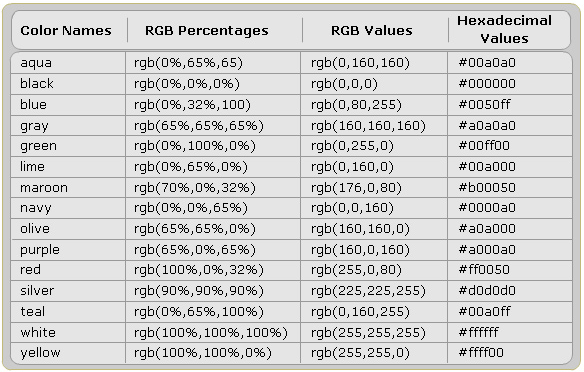 Color Names RGB Percentages RGB Values Hexadecimal Values
aqua rgb(0%,65%,65) rgb(0,160,160) #00a0a0
black rgb(0%,0%,0%) rgb(0,0,0) #000000
blue rgb(0%,32%,100) rgb(0,80,255) #0050ff
gray rgb(65%,65%,65%) rgb(160,160,160) #a0a0a0
green rgb(0%,100%,0%) rgb(0,255,0) #00ff00
lime rgb(0%,65%,0%) rgb(0,160,0) #00a000
maroon rgb(70%,0%,32%) rgb(176,0,80) #b00050
navy rgb(0%,0%,65%) rgb(0,0,160) #0000a0
olive rgb(65%,65%,0%) rgb(160,160,0) #a0a000
purple rgb(65%,0%,65%) rgb(160,0,160) #a000a0
red rgb(100%,0%,32%) rgb(255,0,80) #ff0050
silver rgb(90%,90%,90%) rgb(225,225,255) #d0d0d0
teal rgb(0%,65%,100%) rgb(0,160,255) #00a0ff
white rgb(100%,100%,100%) rgb(255,255,255) #ffffff
yellow rgb(100%,100%,0%) rgb(255,255,0) #ffff00